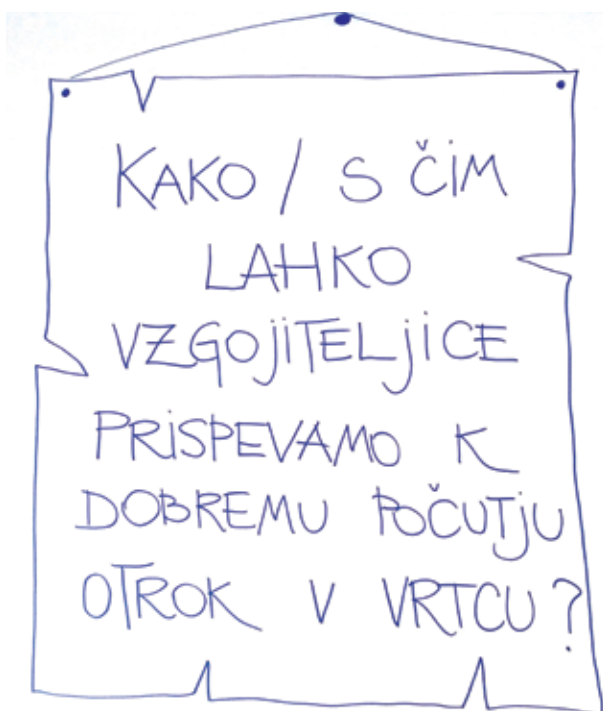 KAKO / S ČIM
LAHKO
VZGOJITELJICE
PRISPEVAMO K
DOBREMU POČUTJU
OTROK V VRTCU?